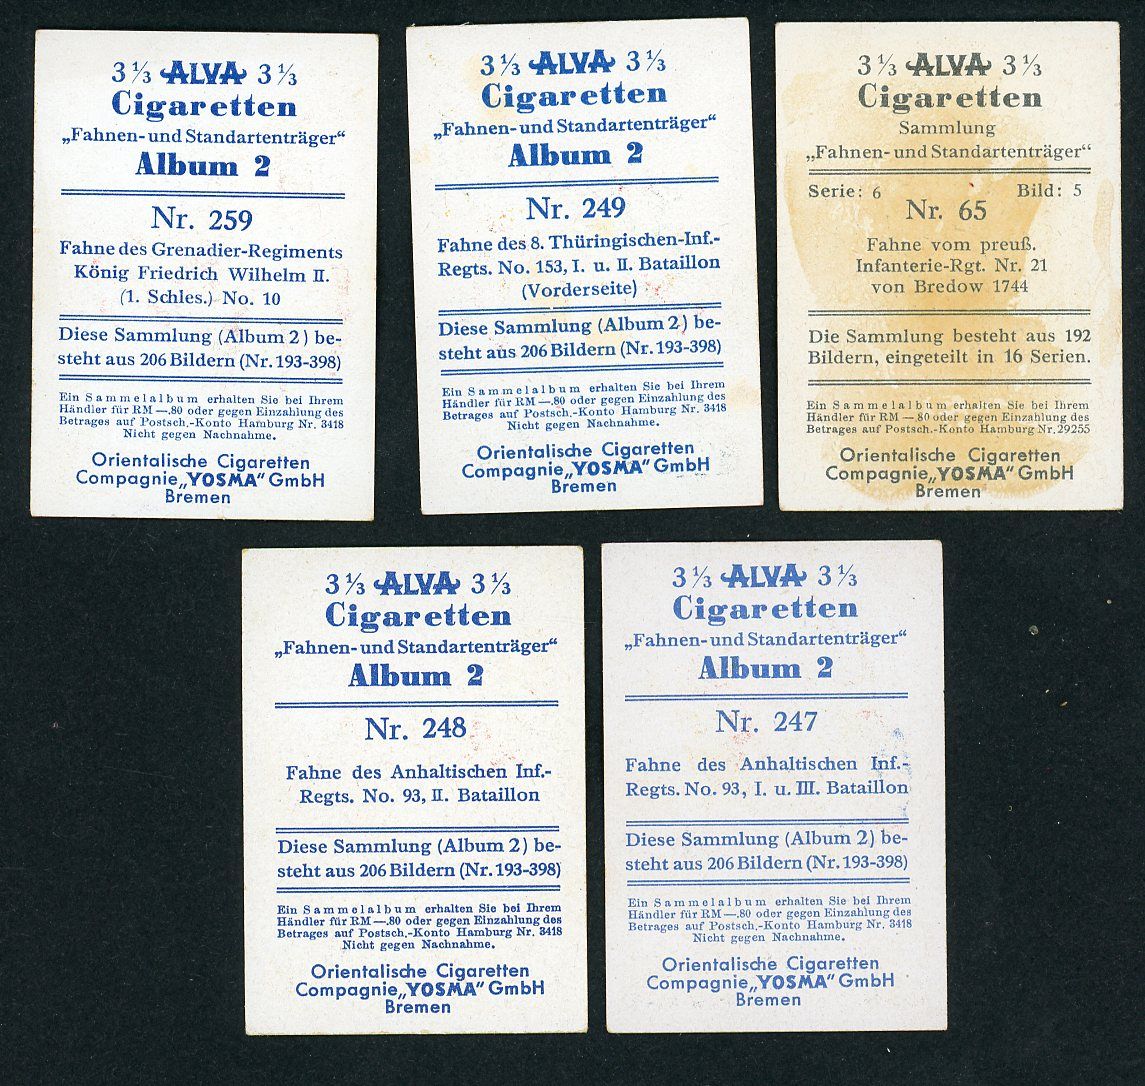 3⅓ ALVA 3⅓
Cigaretten
„Fahnen- und Standartenträger“
Album 2
Nr. 259
Fahne des Grenadier-Regiments
König Friedrich Wilhelm II.
(1. Schles.) No. 10
Diese Sammlung (Album 2) be-
steht aus 206 Bildern (Nr. 193-398)
Ein Sammelalbum erhalten Sie bei Ihrem
Händler für RM —.80 oder gegen Einzahlung des
Betrages auf Postsch.-Konto Hamburg Nr. 3418
Nicht gegen Nachnahme.
Orientalische Cigaretten
Compagnie „YOSMA“ GmbH
Bremen
3⅓ ALVA 3⅓
Cigaretten
„Fahnen- und Standartenträger“
Album 2
Nr. 249
Fahne des 8. Thüringischen-Inf.-
Regts. No. 153, I. u. II. Bataillon
(Vorderseite)
Diese Sammlung (Album 2) be-
steht aus 206 Bildern (Nr. 193-398)
Ein Sammelalbum erhalten Sie bei Ihrem
Händler für RM —.80 oder gegen Einzahlung des
Betrages auf Postsch.-Konto Hamburg Nr. 3418
Nicht gegen Nachnahme.
Orientalische Cigaretten
Compagnie „YOSMA“ GmbH
Bremen
3⅓ ALVA 3⅓
Cigaretten
Sammlung
„Fahnen- und Standartenträger“
Serie: 6 Bild: 5
Nr. 65
Fahne vom preuß.
Infanterie-Rgt. Nr. 21
von Bredow 1744
Die Sammlung besteht aus 192
Bildern, eingeteilt in 16 Serien.
Ein Sammelalbum erhalten Sie bei Ihrem
Händler für RM —.80 oder gegen Einzahlung des
Betrages auf Postsch.-Konto Hamburg Nr. 29255
Orientalische Cigaretten
Compagnie „YOSMA“ GmbH
Bremen
3⅓ ALVA 3⅓
Cigaretten
„Fahnen- und Standartenträger“
Album 2
Nr. 248
Fahne des Anhaltischen Inf.-
Regts. No. 93, II. Bataillon
Diese Sammlung (Album 2) be-
steht aus 206 Bildern (Nr. 193-398)
Ein Sammelalbum erhalten Sie bei Ihrem
Händler für RM —.80 oder gegen Einzahlung des
Betrages auf Postsch.-Konto Hamburg Nr. 3418
Nicht gegen Nachnahme.
Orientalische Cigaretten
Compagnie „YOSMA“ GmbH
Bremen
3⅓ ALVA 3⅓
Cigaretten
„Fahnen- und Standartenträger“
Album 2
Nr. 247
Fahne des Anhaltischen Inf.-
Regts. No. 93, I. u. III. Bataillon
Diese Sammlung (Album 2) be-
steht aus 206 Bildern (Nr. 193-398)
Ein Sammelalbum erhalten Sie bei Ihrem
Händler für RM —.80 oder gegen Einzahlung des
Betrages auf Postsch.-Konto Hamburg Nr. 3418
Nicht gegen Nachnahme.
Orientalische Cigaretten
Compagnie „YOSMA“ GmbH
Bremen